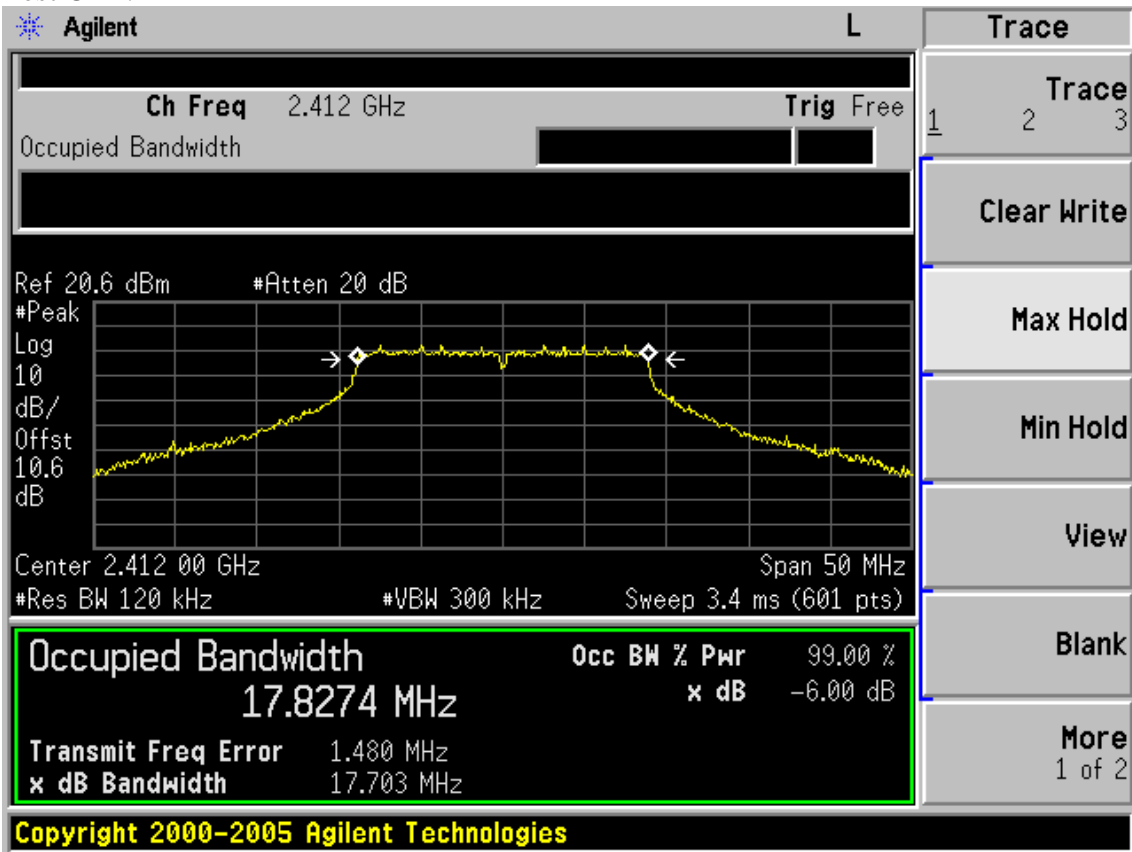 Agilent L Trace
Ch Freq 2.412 GHz Trig Free
Occupied Bandwidth
Trace
1 2 3
Clear Write
Max Hold
Min Hold
View
Blank
More
1 of 2
Ref 20.6 dBm #Atten 20 dB
#Peak
Log
10
dB/
Offst
10.6
dB
Center 2.412 00 GHz Span 50 MHz
#Res BW 120 kHz #VBW 300 kHz Sweep 3.4 ms (601 pts)
Occupied Bandwidth Occ BW % Pwr 99.00 %
17.8274 MHz x dB -6.00 dB
Transmit Freq Error 1.480 MHz
x dB Bandwidth 17.703 MHz
Copyright 2000-2005 Agilent Technologies